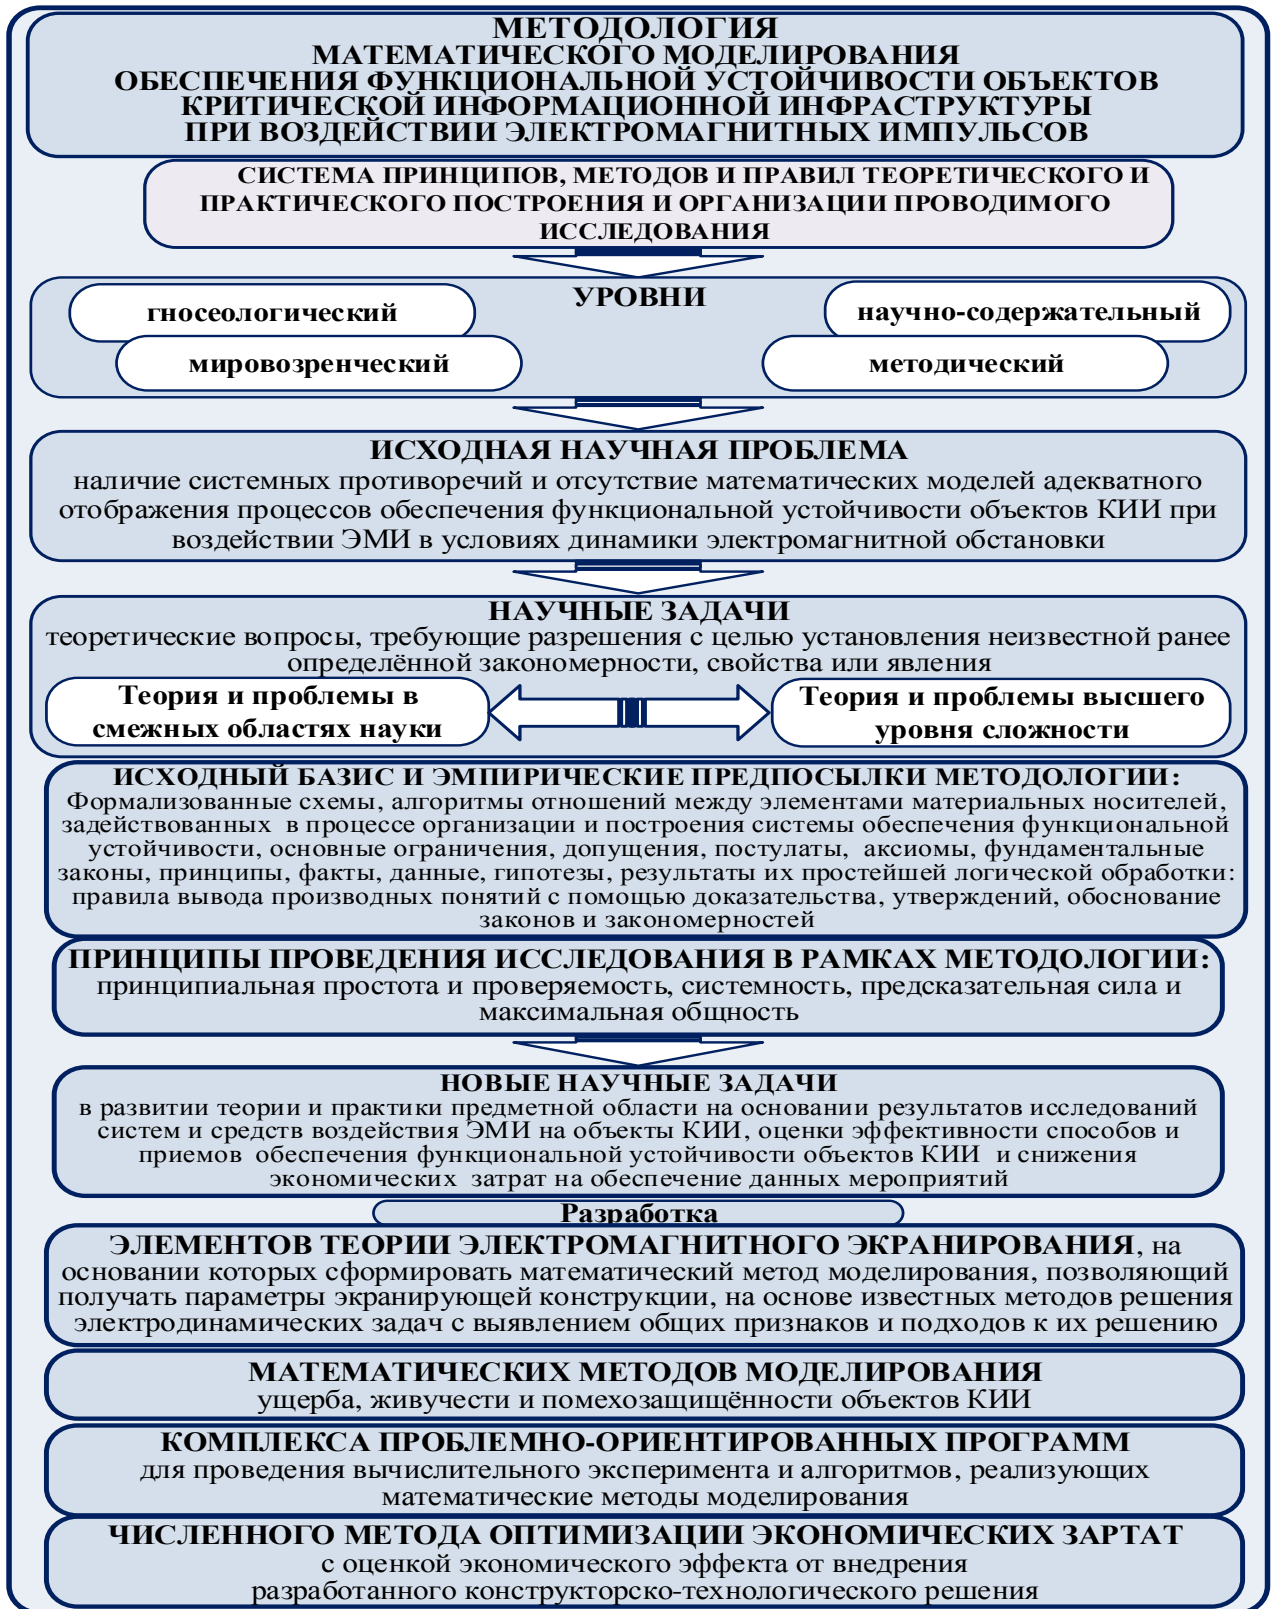 МЕТОДОЛОГИЯ
МАТЕМАТИЧЕСКОГО МОДЕЛИРОВАНИЯ
ОБЕСПЕЧЕНИЯ ФУНКЦИОНАЛЬНОЙ УСТОЙЧИВОСТИ ОБЪЕКТОВ
КРИТИЧЕСКОЙ ИНФОРМАЦИОННОЙ ИНФРАСТРУКТУРЫ
ПРИ ВОЗДЕЙСТВИИ ЭЛЕКТРОМАГНИТНЫХ ИМПУЛЬСОВ
СИСТЕМА ПРИНЦИПОВ, МЕТОДОВ И ПРАВИЛ ТЕОРЕТИЧЕСКОГО И
ПРАКТИЧЕСКОГО ПОСТРОЕНИЯ И ОРГАНИЗАЦИИ ПРОВОДИМОГО
ИССЛЕДОВАНИЯ
УРОВНИ
гносеологический
научно-содержательный
мировозренческий
методический
ИСХОДНАЯ НАУЧНАЯ ПРОБЛЕМА
наличие системных противоречий и отсутствие математических моделей адекватного
отображения процессов обеспечения функциональной устойчивости объектов КИИ при
воздействии ЭМИ в условиях динамики электромагнитной обстановки
НАУЧНЫЕ ЗАДАЧИ
теоретические вопросы, требующие разрешения с целью установления неизвестной ранее
определённой закономерности, свойства или явления
Теория и проблемы в
смежных областях науки
Теория и проблемы высшего
уровня сложности
ИСХОДНЫЙ БАЗИС И ЭМПИРИЧЕСКИЕ ПРЕДПОСЫЛКИ МЕТОДОЛОГИИ:
Формализованные схемы, алгоритмы отношений между элементами материальных носителей,
задействованных в процессе организации и построения системы обеспечения функциональной
устойчивости, основные ограничения, допущения, постулаты, аксиомы, фундаментальные
законы, принципы, факты, данные, гипотезы, результаты их простейшей логической обработки:
правила вывода производных понятий с помощью доказательства, утверждений, обоснование
законов и закономерностей
ПРИНЦИПЫ ПРОВЕДЕНИЯ ИССЛЕДОВАНИЯ В РАМКАХ МЕТОДОЛОГИИ:
принципиальная простота и проверяемость, системность, предсказательная сила и
максимальная общность
НОВЫЕ НАУЧНЫЕ ЗАДАЧИ
в развитии теории и практики предметной области на основании результатов исследований
систем и средств воздействия ЭМИ на объекты КИИ, оценки эффективности способов и
приемов обеспечения функциональной устойчивости объектов КИИ и снижения
экономических затрат на обеспечение данных мероприятий
Разработка
ЭЛЕМЕНТОВ ТЕОРИИ ЭЛЕКТРОМАГНИТНОГО ЭКРАНИРОВАНИЯ, на
основании которых сформировать математический метод моделирования, позволяющий
получать параметры экранирующей конструкции, на основе известных методов решения
электродинамических задач с выявлением общих признаков и подходов к их решению
МАТЕМАТИЧЕСКИХ МЕТОДОВ МОДЕЛИРОВАНИЯ
ущерба, живучести и помехозащищённости объектов КИИ
КОМПЛЕКСА ПРОБЛЕМНО-ОРИЕНТИРОВАННЫХ ПРОГРАММ
для проведения вычислительного эксперимента и алгоритмов, реализующих
математические методы моделирования
ЧИСЛЕННОГО МЕТОДА ОПТИМИЗАЦИИ ЭКОНОМИЧЕСКИХ ЗАРТАТ
с оценкой экономического эффекта от внедрения
разработанного конструкторско-технологического решения